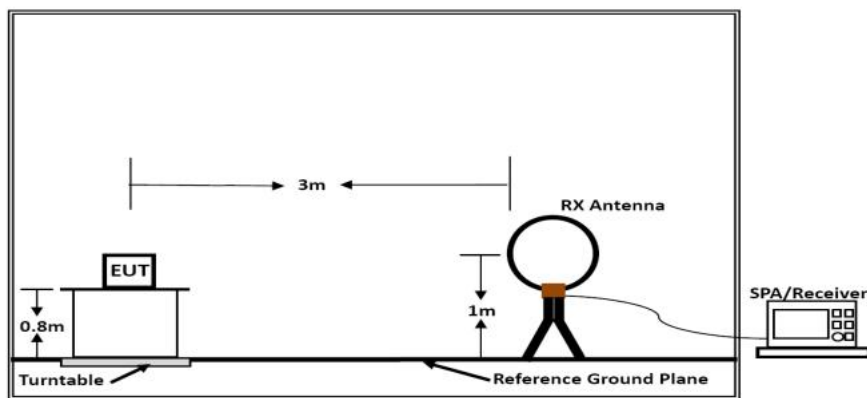 3m
RX Antenna
EUT
SPA/Receiver
0.8m
1m
Turntable
Reference Ground Plane